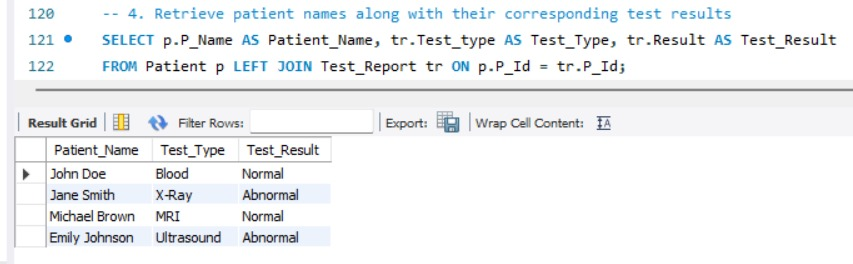 120 -- 4. Retrieve patient names along with their corresponding test results
121 SELECT p.P_Name AS Patient_Name, tr.Test_type AS Test_Type, tr.Result AS Test_Result
122 FROM Patient p LEFT JOIN Test_Report tr ON p.P_Id = tr.P_Id;
Result Grid Filter Rows: Export: Wrap Cell Content: IA
Patient_Name Test_Type Test_Result
John Doe Blood Normal
Jane Smith X-Ray Abnormal
Michael Brown MRI Normal
Emily Johnson Ultrasound Abnormal